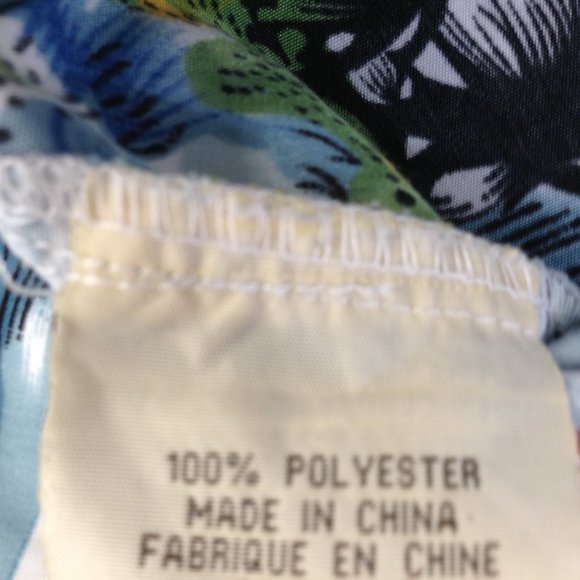 100% POLYESTER
MADE IN CHINA
FABRIQUE EN CHINE